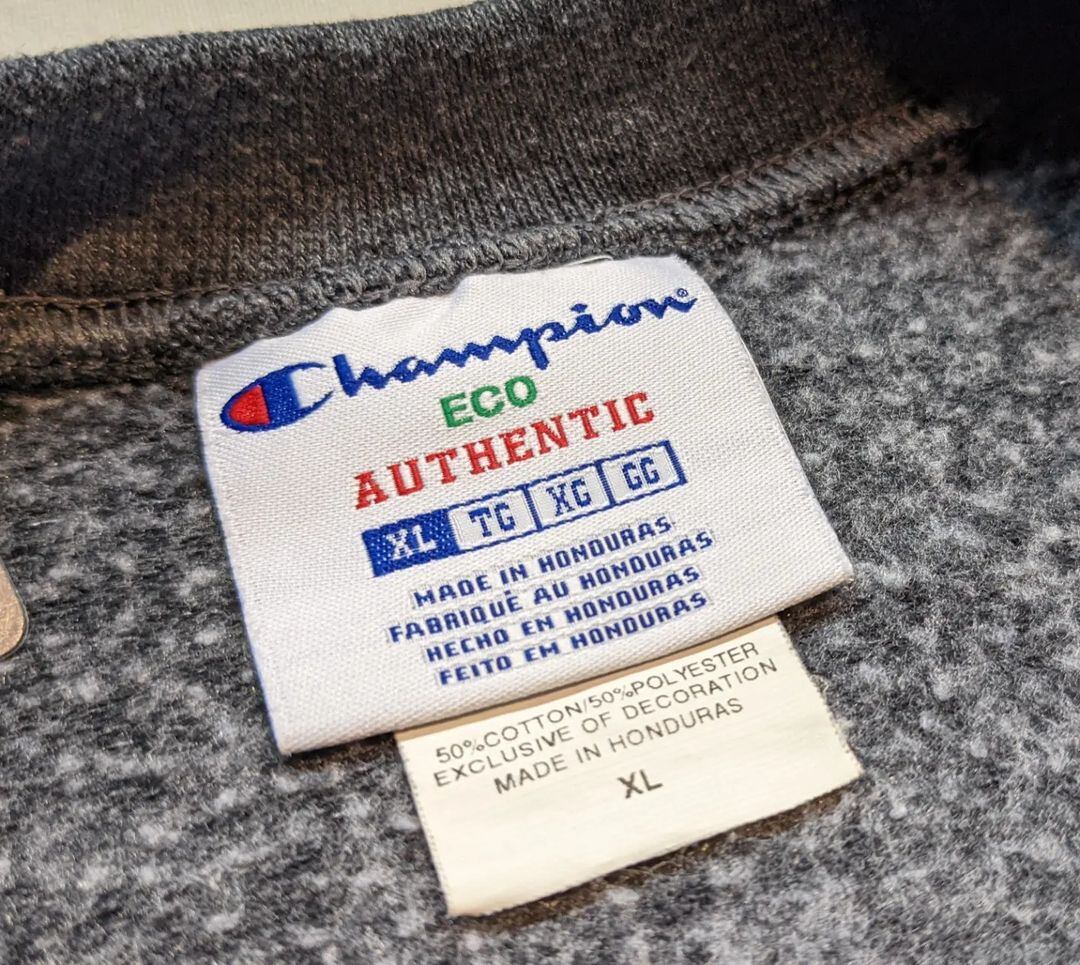 Champion®
ECO
AUTHENTIC
XL TG XG GG
MADE IN HONDURAS
FABRIQUÉ AU HONDURAS
HECHO EN HONDURAS
FEITO EM HONDURAS
50%COTTON/50%POLYESTER
EXCLUSIVE OF DECORATION
MADE IN HONDURAS
XL